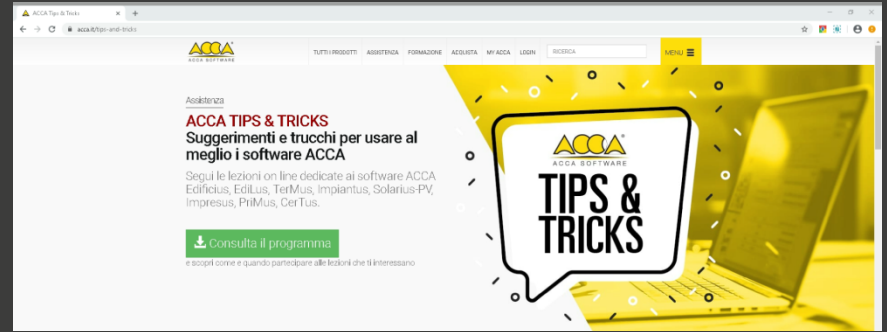 ACCA Tips & Tricks
acca.it/tips-and-tricks
ACCA
ACCA SOFTWARE
TUTTI I PRODOTTI ASSISTENZA FORMAZIONE ACQUISTA MY ACCA LOGIN RICERCA MENU
Assistenza
ACCA TIPS & TRICKS
Suggerimenti e trucchi per usare al
meglio i software ACCA
Segui le lezioni on line dedicate ai software ACCA
Edificius, EdiLus, TerMus, Impiantus, Solarius-PV,
Impresus, PriMus, CerTus.
Consulta il programma
e scopri come e quando partecipare alle lezioni che ti interessano
ACCA
ACCA SOFTWARE
TIPS &
TRICKS